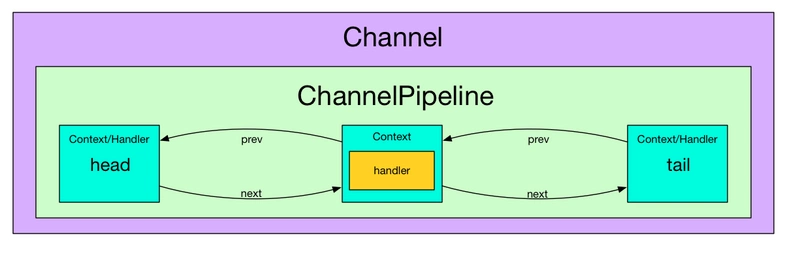 Channel
ChannelPipeline
Context/Handler
head
prev
next
Context
handler
prev
next
Context/Handler
tail